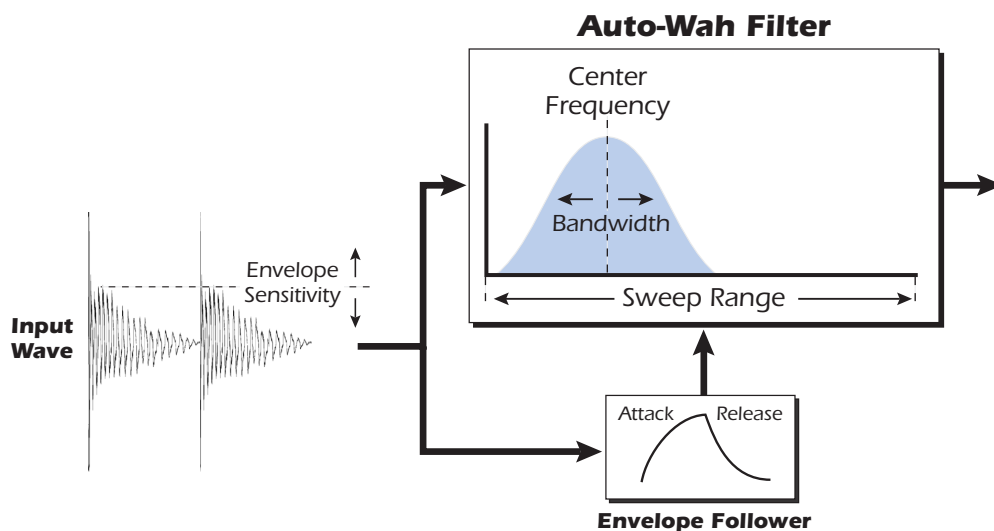 Auto-Wah Filter
Center
Frequency
Bandwidth
Sweep Range
Envelope
Sensitivity
Input
Wave
Attack
Release
Envelope Follower